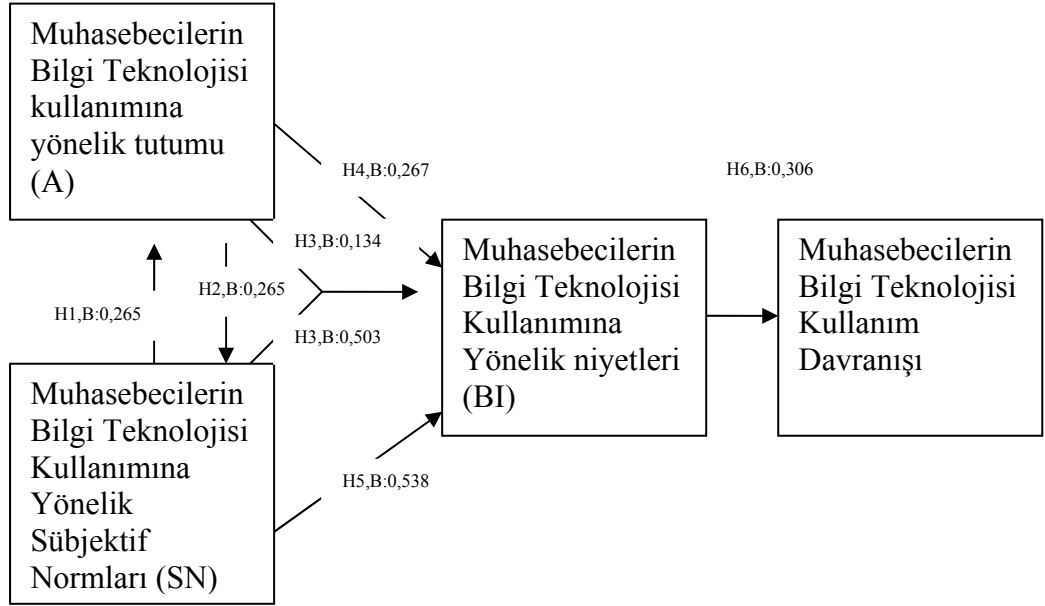 Muhasebecilerin
Bilgi Teknolojisi
kullanımına
yönelik tutumu
(A)
H4,B:0,267
H6,B:0,306
H3,B:0,134
H2,B:0,265
H1,B:0,265
H3,B:0,503
Muhasebecilerin
Bilgi Teknolojisi
Kullanımına
Yönelik niyetleri
(BI)
Muhasebecilerin
Bilgi Teknolojisi
Kullanım
Davranışı
Muhasebecilerin
Bilgi Teknolojisi
Kullanımına
Yönelik
Sübjektif
Normları (SN)
H5,B:0,538